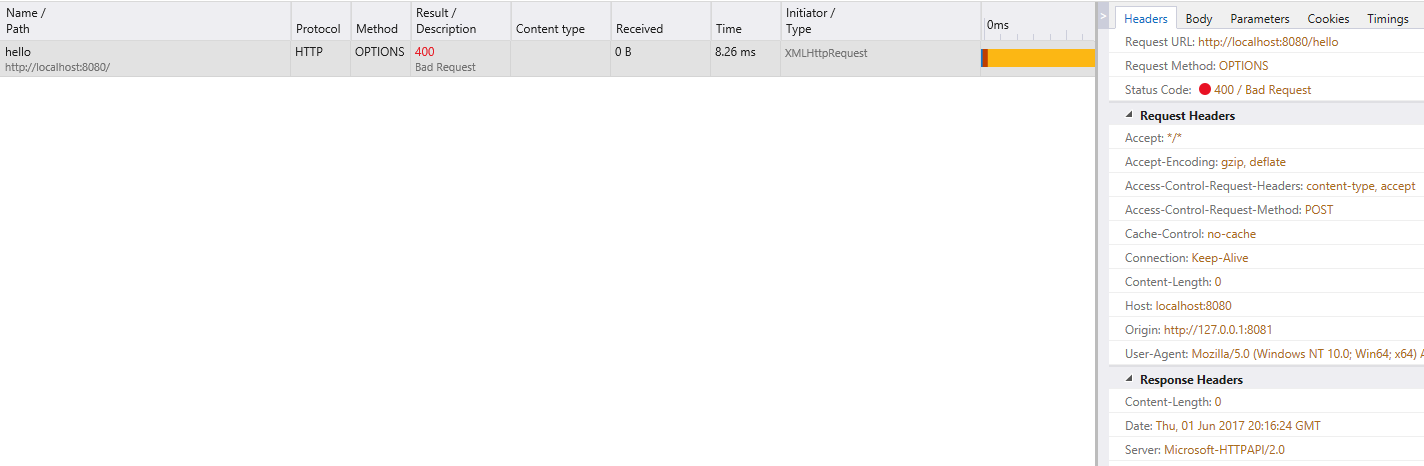 Name /
Path
Protocol
Method
Result /
Description
Content type
Received
Time
Initiator /
Type
0ms
hello
http://localhost:8080/
HTTP
OPTIONS
400
Bad Request
0 B
8.26 ms
XMLHttpRequest
>
Headers Body Parameters Cookies Timings
Request URL: http://localhost:8080/hello
Request Method: OPTIONS
Status Code: 400 / Bad Request
Request Headers
Accept: */*
Accept-Encoding: gzip, deflate
Access-Control-Request-Headers: content-type, accept
Access-Control-Request-Method: POST
Cache-Control: no-cache
Connection: Keep-Alive
Content-Length: 0
Host: localhost:8080
Origin: http://127.0.0.1:8081
User-Agent: Mozilla/5.0 (Windows NT 10.0; Win64; x64) A
Response Headers
Content-Length: 0
Date: Thu, 01 Jun 2017 20:16:24 GMT
Server: Microsoft-HTTPAPI/2.0